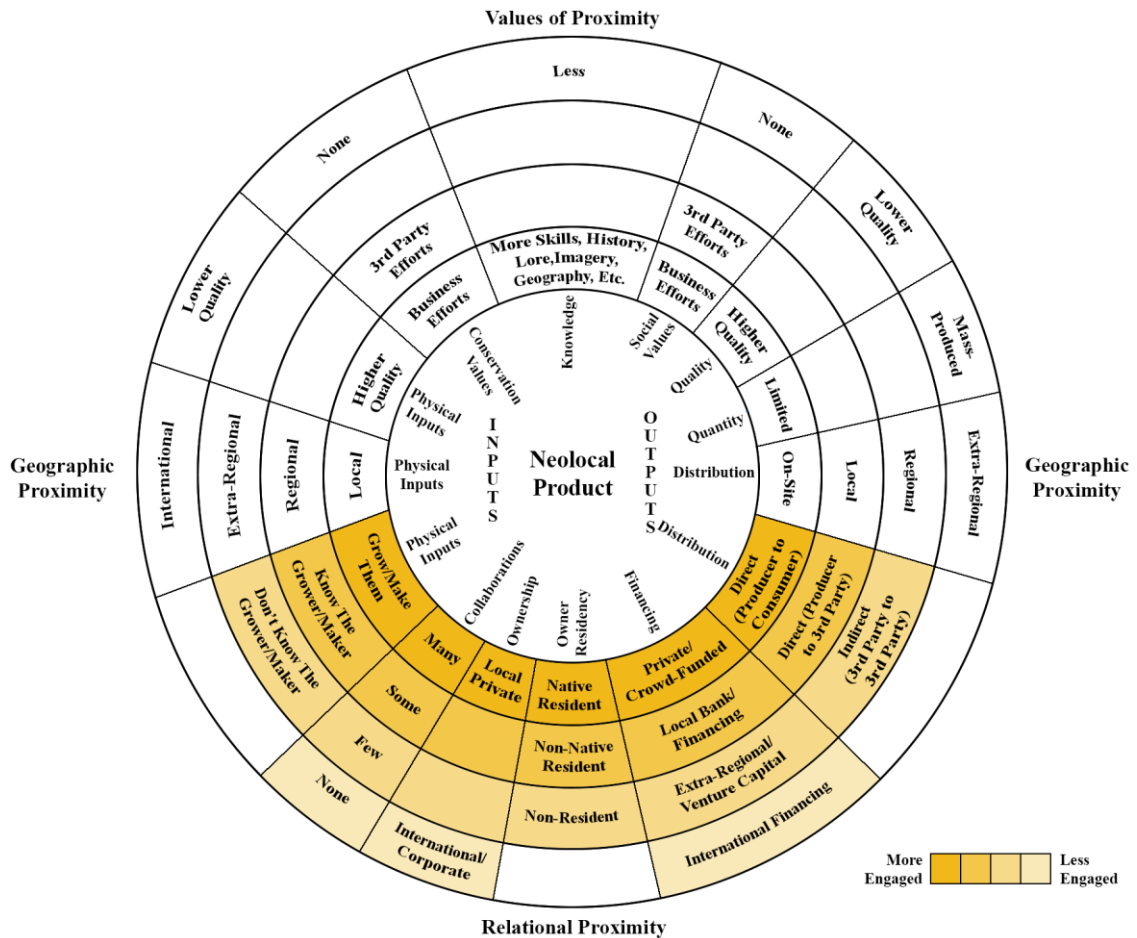 Values of Proximity
Less
None
None
Lower
Quality
Lower
Quality
3rd Party
Efforts
3rd Party
Efforts
More Skills, History,
Lore,Imagery,
Geography, Etc.
Business
Efforts
Business
Efforts
Higher
Quality
Higher
Quality
Mass-
Produced
Limited
Conservation
Values
Knowledge
Social
Values
Physical
Inputs
Quality
Quantity
Geographic
Proximity
International
Extra-Regional
Regional
Local
Physical
Inputs
INPUTS
Neolocal
Product
OUTPUTS
Distribution
On-Site
Local
Regional
Extra-Regional
Geographic
Proximity
Physical
Inputs
Collaborations
Ownership
Owner
Residency
Financing
Distribution
Grow/Make
Them
Know The
Grower/Maker
Don't Know The
Grower/Maker
Many
Some
Few
None
Local
Private
International/
Corporate
Native
Resident
Non-Native
Resident
Non-Resident
Private/
Crowd-Funded
Local Bank/
Financing
Extra-Regional/
Venture Capital
International Financing
Direct
(Producer to
Consumer)
Direct (Producer
to 3rd Party)
Indirect
(3rd Party to
3rd Party)
More
Engaged
Less
Engaged
Relational Proximity